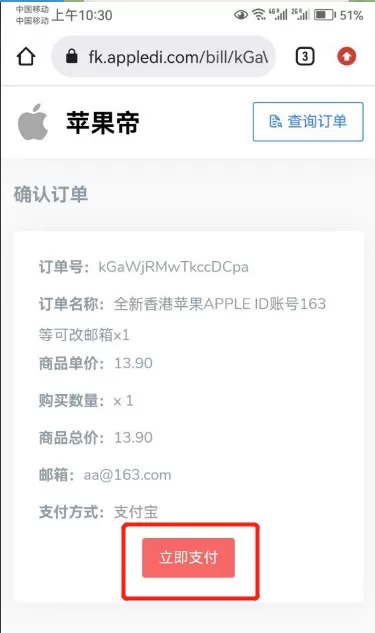 中国移动
中国移动
上午10:30
4G 2G 51%
fk.appledi.com/bill/kGa\
3
苹果帝
查询订单
确认订单
订单号：kGaWjRMwTkccDCpa
订单名称：全新香港苹果APPLE ID账号163
等可改邮箱x1
商品单价：13.90
购买数量：x 1
商品总价：13.90
邮箱：aa@163.com
支付方式：支付宝
立即支付